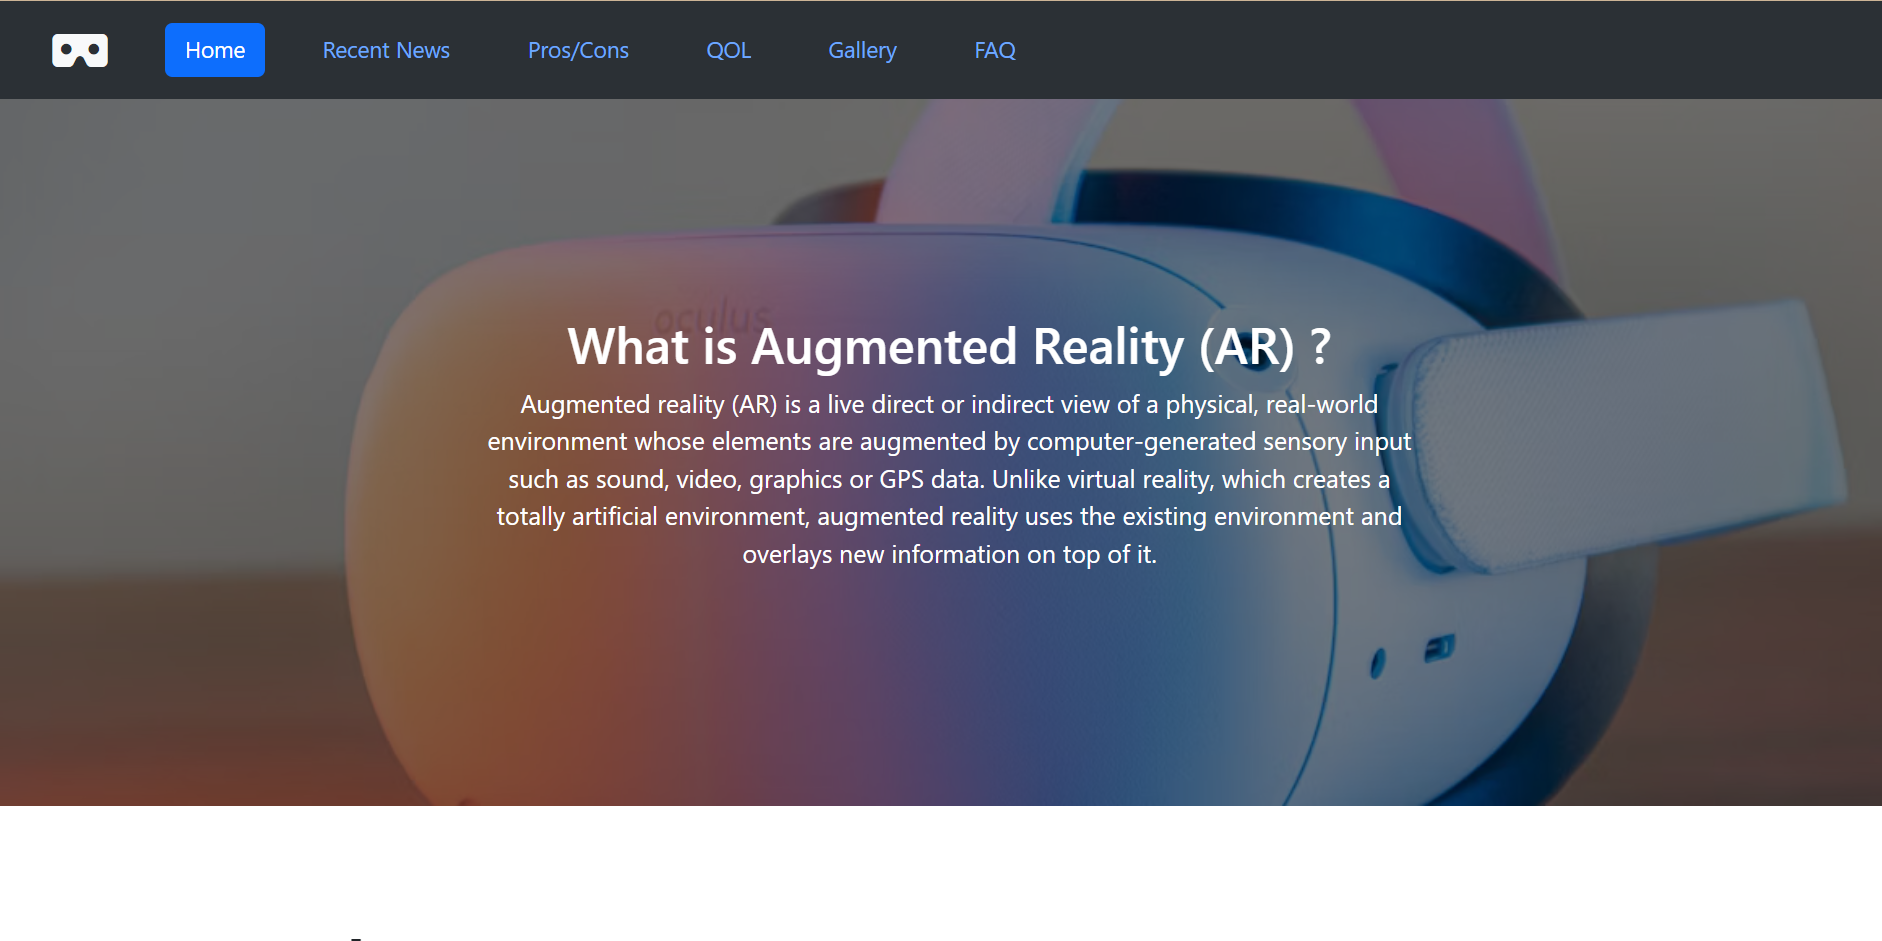 Home Recent News Pros/Cons QOL Gallery FAQ
oculus
What is Augmented Reality (AR) ?
Augmented reality (AR) is a live direct or indirect view of a physical, real-world
environment whose elements are augmented by computer-generated sensory input
such as sound, video, graphics or GPS data. Unlike virtual reality, which creates a
totally artificial environment, augmented reality uses the existing environment and
overlays new information on top of it.